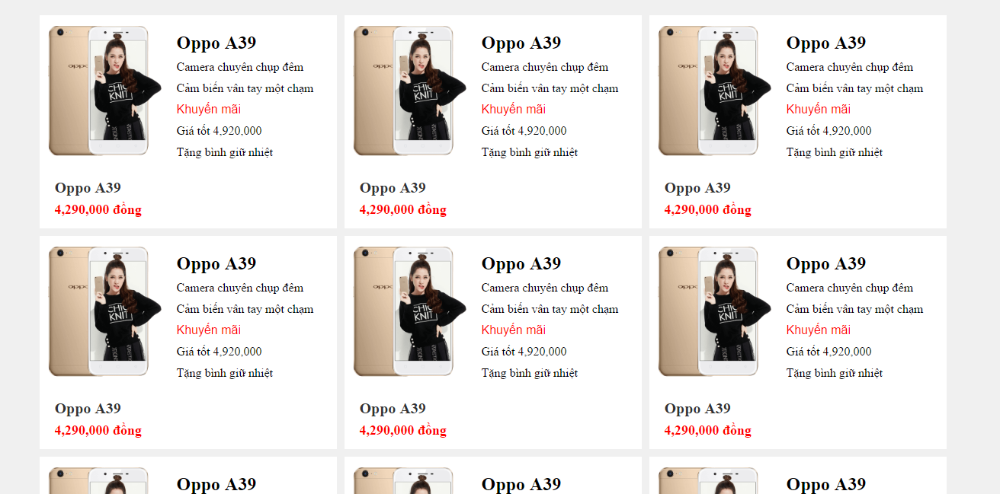 Oppo A39
Camera chuyên chụp đêm
Cảm biến vân tay một chạm
Khuyến mãi
Giá tốt 4,920,000
Tặng bình giữ nhiệt
oppo
CHIC
KNIT
Oppo A39
4,290,000 đồng
Oppo A39
Camera chuyên chụp đêm
Cảm biến vân tay một chạm
Khuyến mãi
Giá tốt 4,920,000
Tặng bình giữ nhiệt
oppo
CHIC
KNIT
Oppo A39
4,290,000 đồng
Oppo A39
Camera chuyên chụp đêm
Cảm biến vân tay một chạm
Khuyến mãi
Giá tốt 4,920,000
Tặng bình giữ nhiệt
oppo
CHIC
KNIT
Oppo A39
4,290,000 đồng
Oppo A39
Camera chuyên chụp đêm
Cảm biến vân tay một chạm
Khuyến mãi
Giá tốt 4,920,000
Tặng bình giữ nhiệt
oppo
CHIC
KNIT
Oppo A39
4,290,000 đồng
Oppo A39
Camera chuyên chụp đêm
Cảm biến vân tay một chạm
Khuyến mãi
Giá tốt 4,920,000
Tặng bình giữ nhiệt
oppo
CHIC
KNIT
Oppo A39
4,290,000 đồng
Oppo A39
Camera chuyên chụp đêm
Cảm biến vân tay một chạm
Khuyến mãi
Giá tốt 4,920,000
Tặng bình giữ nhiệt
oppo
CHIC
KNIT
Oppo A39
4,290,000 đồng
Oppo A39
Oppo A39
Oppo A39